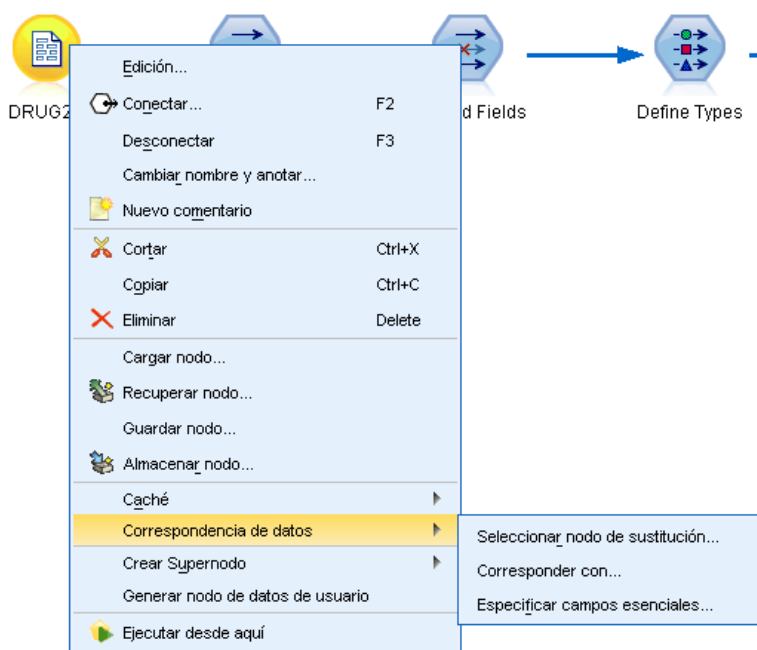 DRUG2
d Fields
Define Types
Edición...
Conectar... F2
Desconectar F3
Cambiar nombre y anotar...
Nuevo comentario
Cortar Ctrl+X
Copiar Ctrl+C
Eliminar Delete
Cargar nodo...
Recuperar nodo...
Guardar nodo...
Almacenar nodo...
Caché
Correspondencia de datos
Seleccionar nodo de sustitución...
Corresponder con...
Especificar campos esenciales...
Crear Supernodo
Generar nodo de datos de usuario
Ejecutar desde aquí